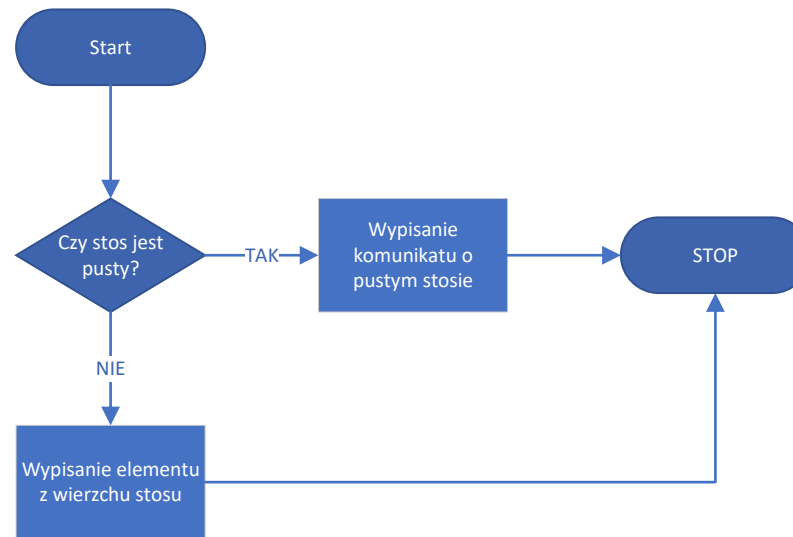 Start
Czy stos jest
pusty?
TAK
Wypisanie
komunikatu o
pustym stosie
STOP
NIE
Wypisanie elementu
z wierzchu stosu